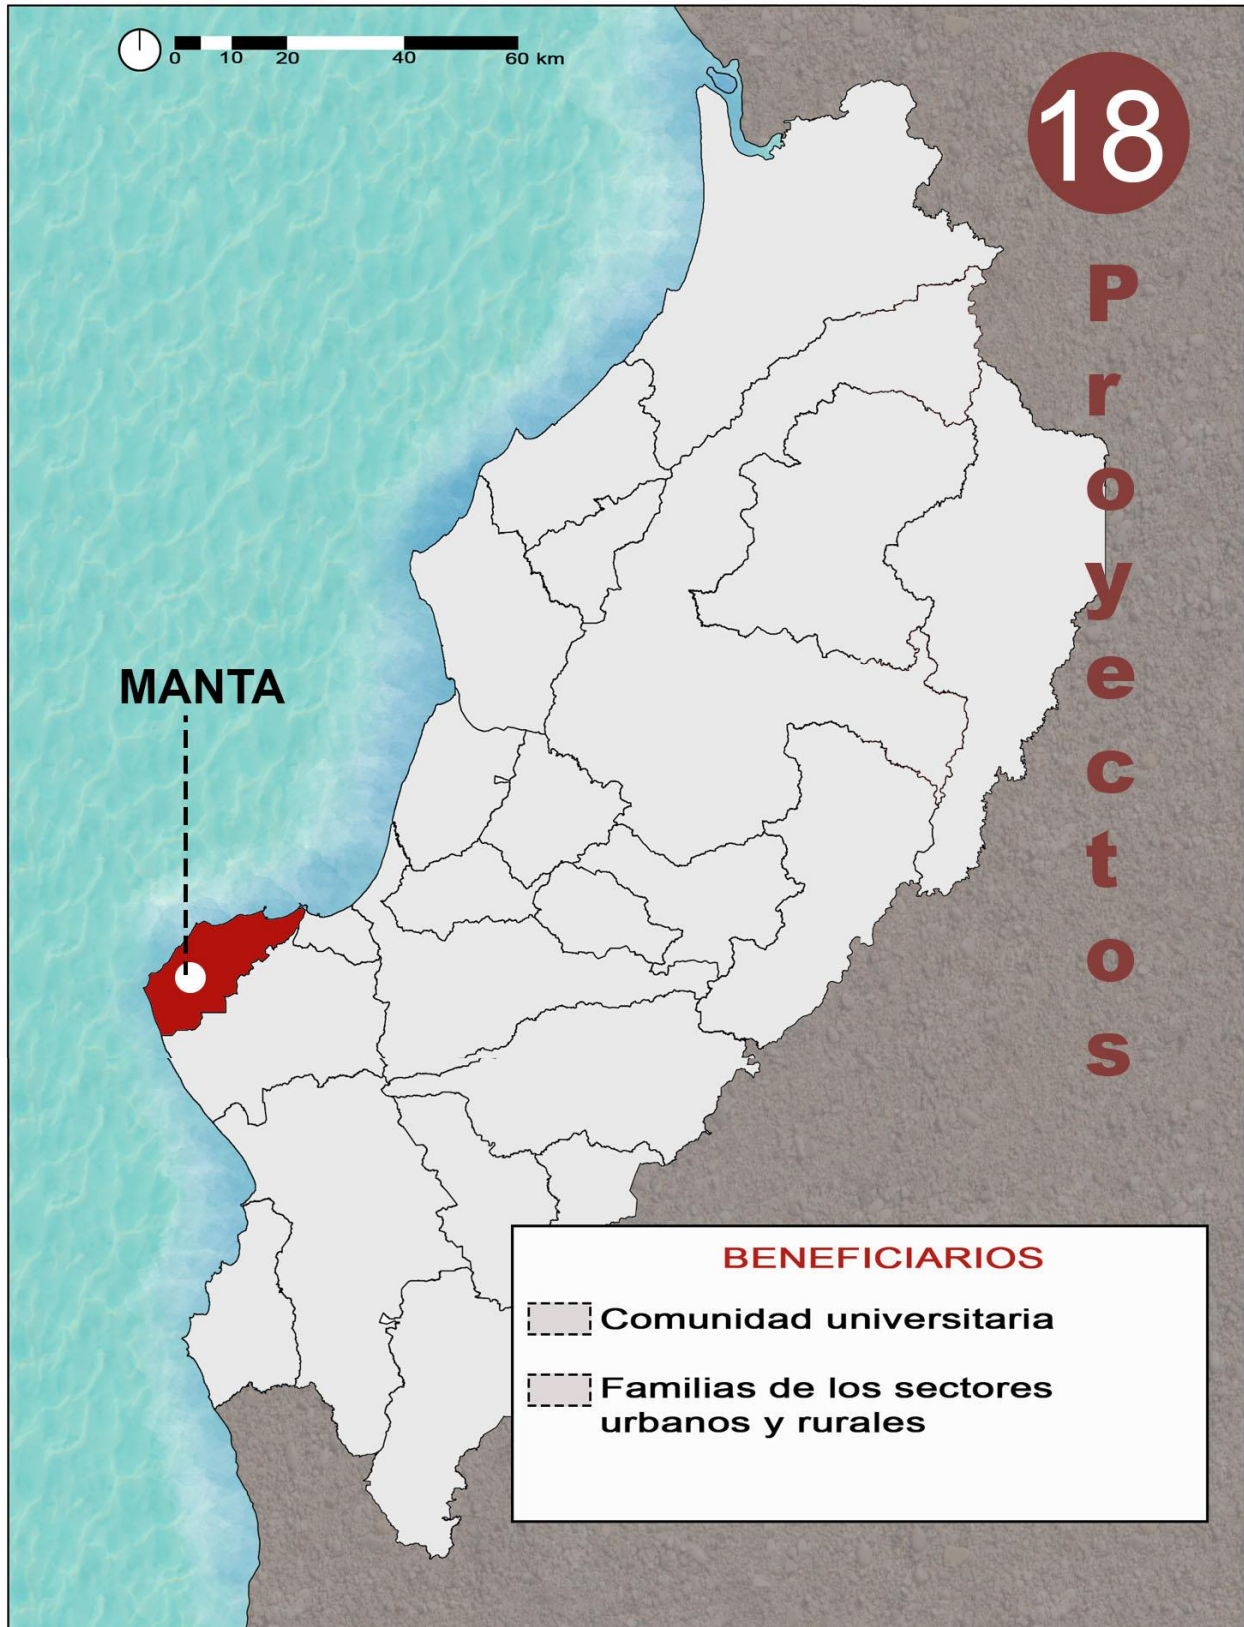 0 10 20 40 60 km
18
Proyectos
MANTA
BENEFICIARIOS
Comunidad universitaria
Familias de los sectores
urbanos y rurales